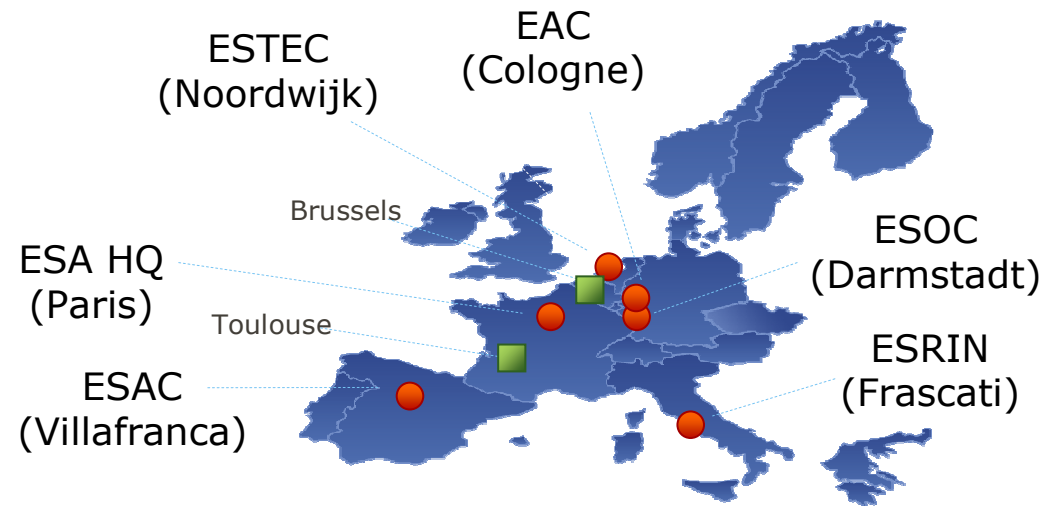 EAC
(Cologne)
ESTEC
(Noordwijk)
Brussels
ESOC
(Darmstadt)
ESA HQ
(Paris)
Toulouse
ESRIN
(Frascati)
ESAC
(Villafranca)